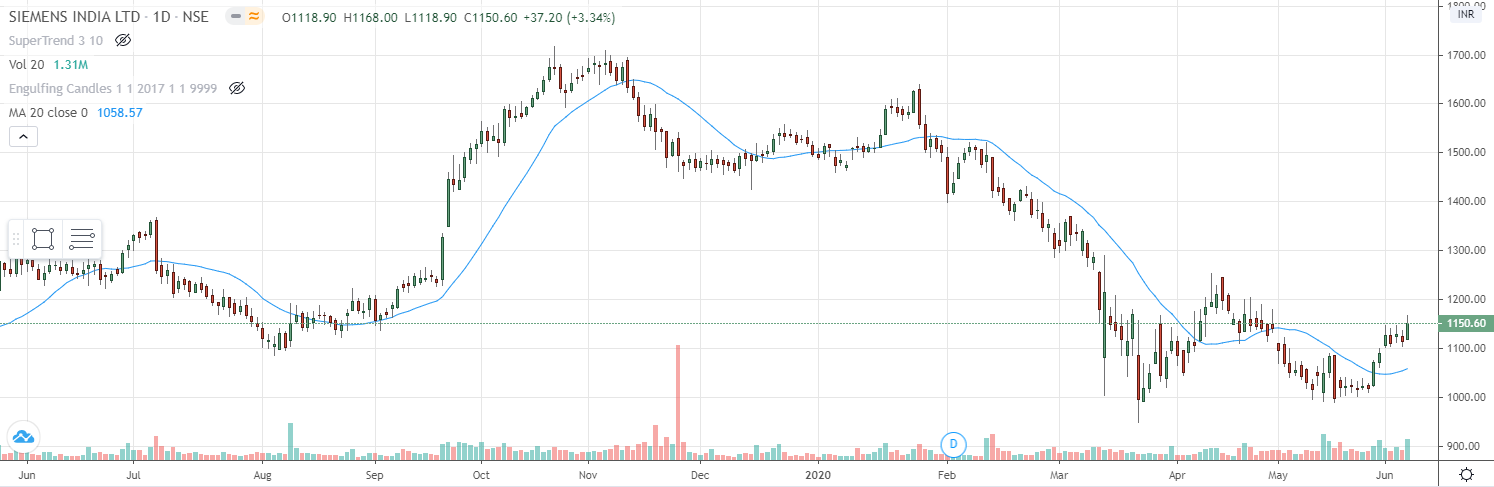 SIEMENS INDIA LTD · 1D · NSE O1118.90 H1168.00 L1118.90 C1150.60 +37.20 (+3.34%)
SuperTrend 3 10
Vol 20 1.31M
Engulfing Candles 1 1 2017 1 1 9999
MA 20 close 0 1058.57
1800.00
INR
1700.00
1600.00
1500.00
1400.00
1300.00
1200.00
1150.60
1100.00
1000.00
900.00
D
Jun Jul Aug Sep Oct Nov Dec 2020 Feb Mar Apr May Jun